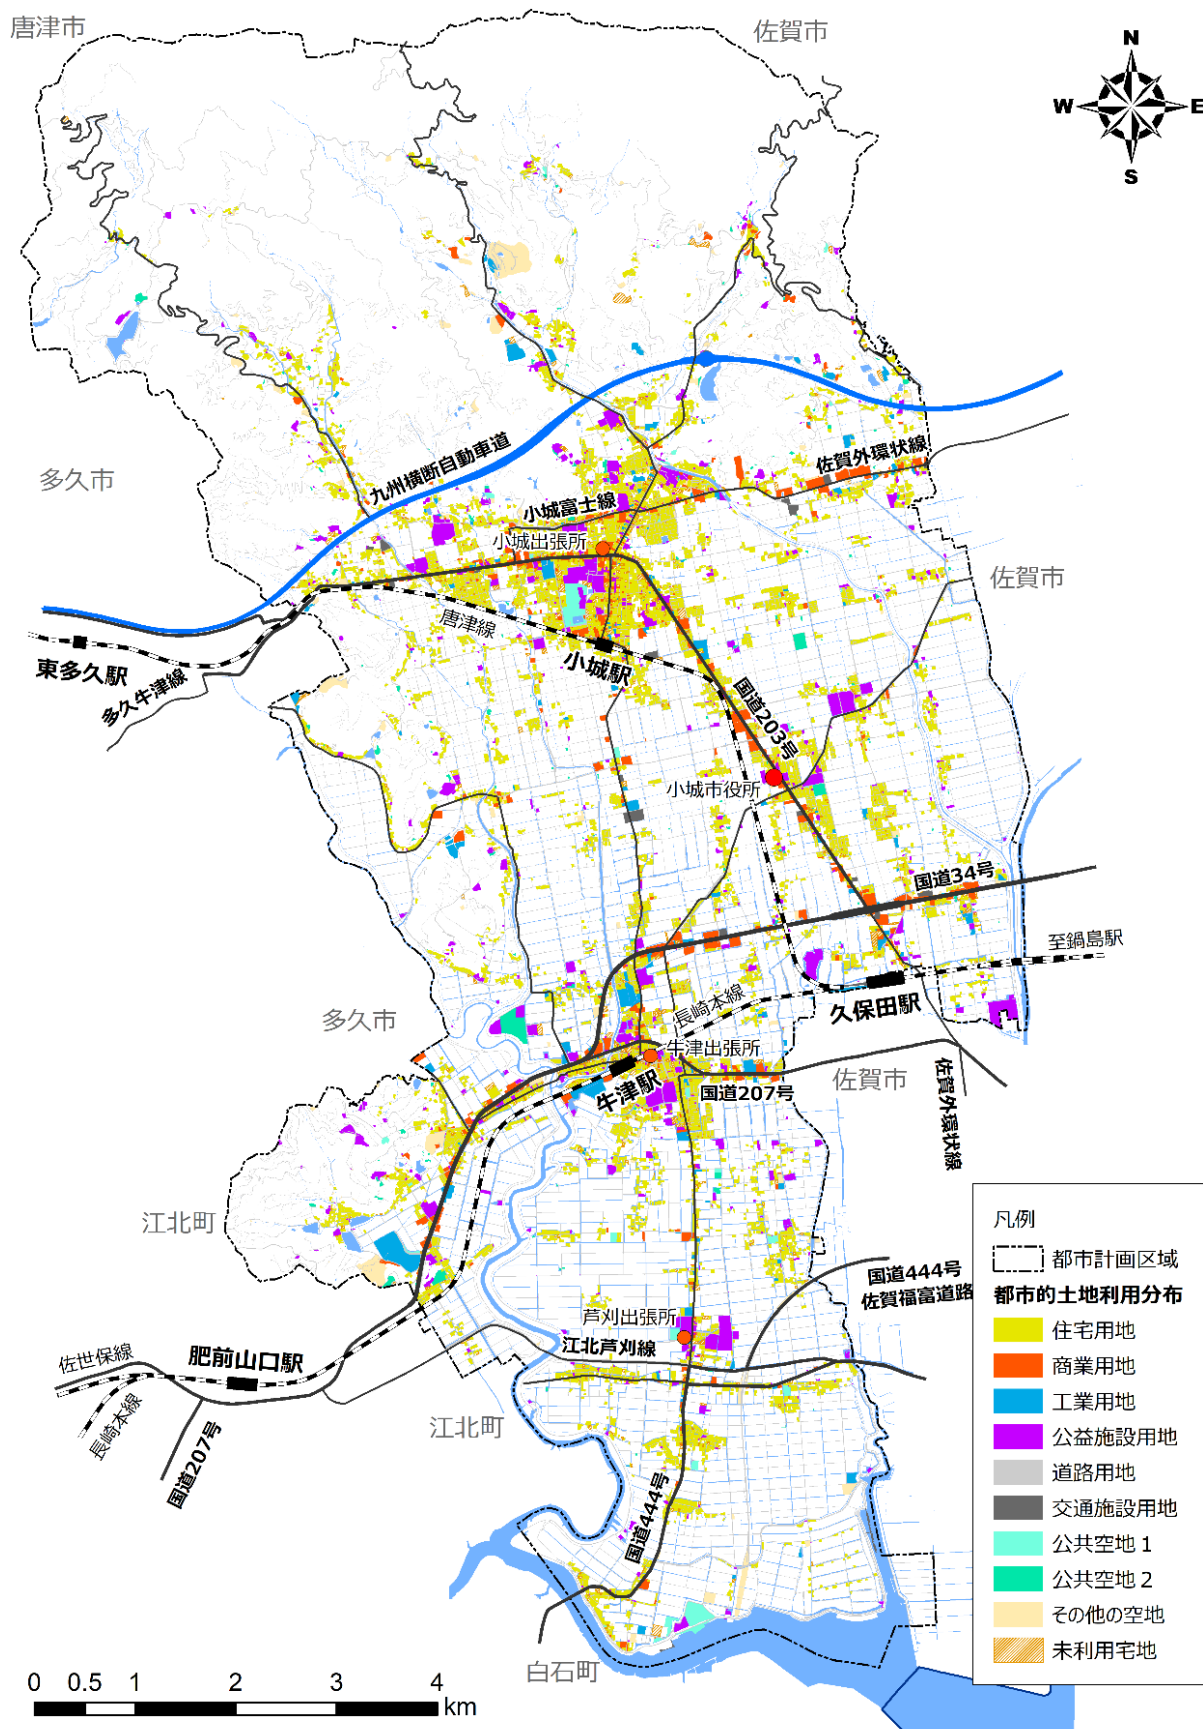 唐津市
佐賀市
N
W
E
S
多久市
九州横断自動車道
佐賀外環状線
小城富士線
小城出張所
佐賀市
唐津線
小城駅
東多久駅
多久牛津線
国道203号
小城市役所
国道34号
至鍋島駅
長崎本線
久保田駅
多久市
牛津出張所
牛津駅
国道207号
佐賀市
佐賀外環状線
江北町
国道444号
佐賀福富道路
芦刈出張所
江北芦刈線
佐世保線
肥前山口駅
長崎本線
国道207号
江北町
国道444号
白石町
凡例
都市計画区域
都市的土地利用分布
住宅用地
商業用地
工業用地
公益施設用地
道路用地
交通施設用地
公共空地1
公共空地2
その他の空地
未利用宅地
0 0.5 1 2 3 4
km